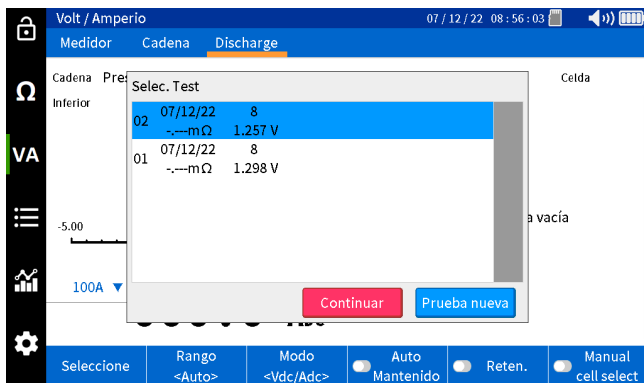 Volt / Amperio 07 / 12 / 22 08 : 56 : 03
Medidor Cadena Discharge
Cadena Celda
Inferior
Selec. Test
02 07/12/22 8
-.---mΩ 1.257 V
01 07/12/22 8
-.---mΩ 1.298 V
Ω
VA
vacía
-5.00
100A
Continuar Prueba nueva
Seleccione Rango <Auto> Modo <Vdc/Adc> Auto Mantenido Reten. Manual cell select